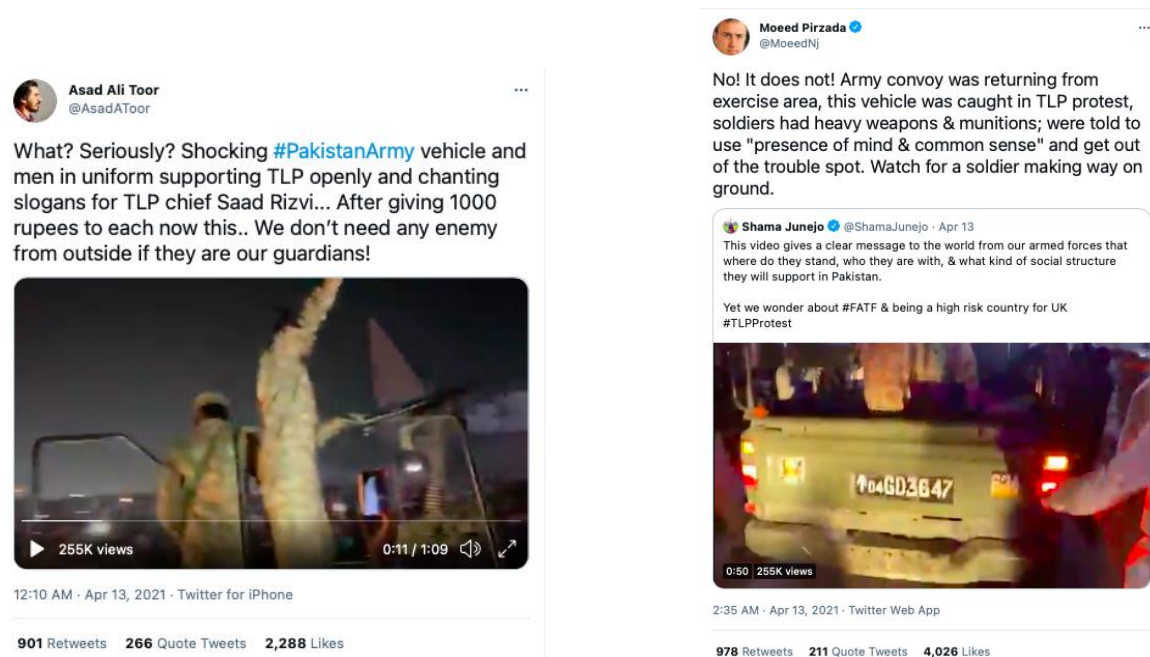 Asad Ali Toor
@AsadAToor
What? Seriously? Shocking #PakistanArmy vehicle and
men in uniform supporting TLP openly and chanting
slogans for TLP chief Saad Rizvi... After giving 1000
rupees to each now this.. We don't need any enemy
from outside if they are our guardians!
255K views
0:11 / 1:09
12:10 AM · Apr 13, 2021 · Twitter for iPhone
901 Retweets 266 Quote Tweets 2,288 Likes
Moeed Pirzada
@MoeedNj
No! It does not! Army convoy was returning from
exercise area, this vehicle was caught in TLP protest,
soldiers had heavy weapons & munitions; were told to
use "presence of mind & common sense" and get out
of the trouble spot. Watch for a soldier making way on
ground.
Shama Junejo @ShamaJunejo · Apr 13
This video gives a clear message to the world from our armed forces that
where do they stand, who they are with, & what kind of social structure
they will support in Pakistan.
Yet we wonder about #FATF & being a high risk country for UK
#TLPProtest
04GD3647
0:50 255K views
2:35 AM · Apr 13, 2021 · Twitter Web App
978 Retweets 211 Quote Tweets 4,026 Likes